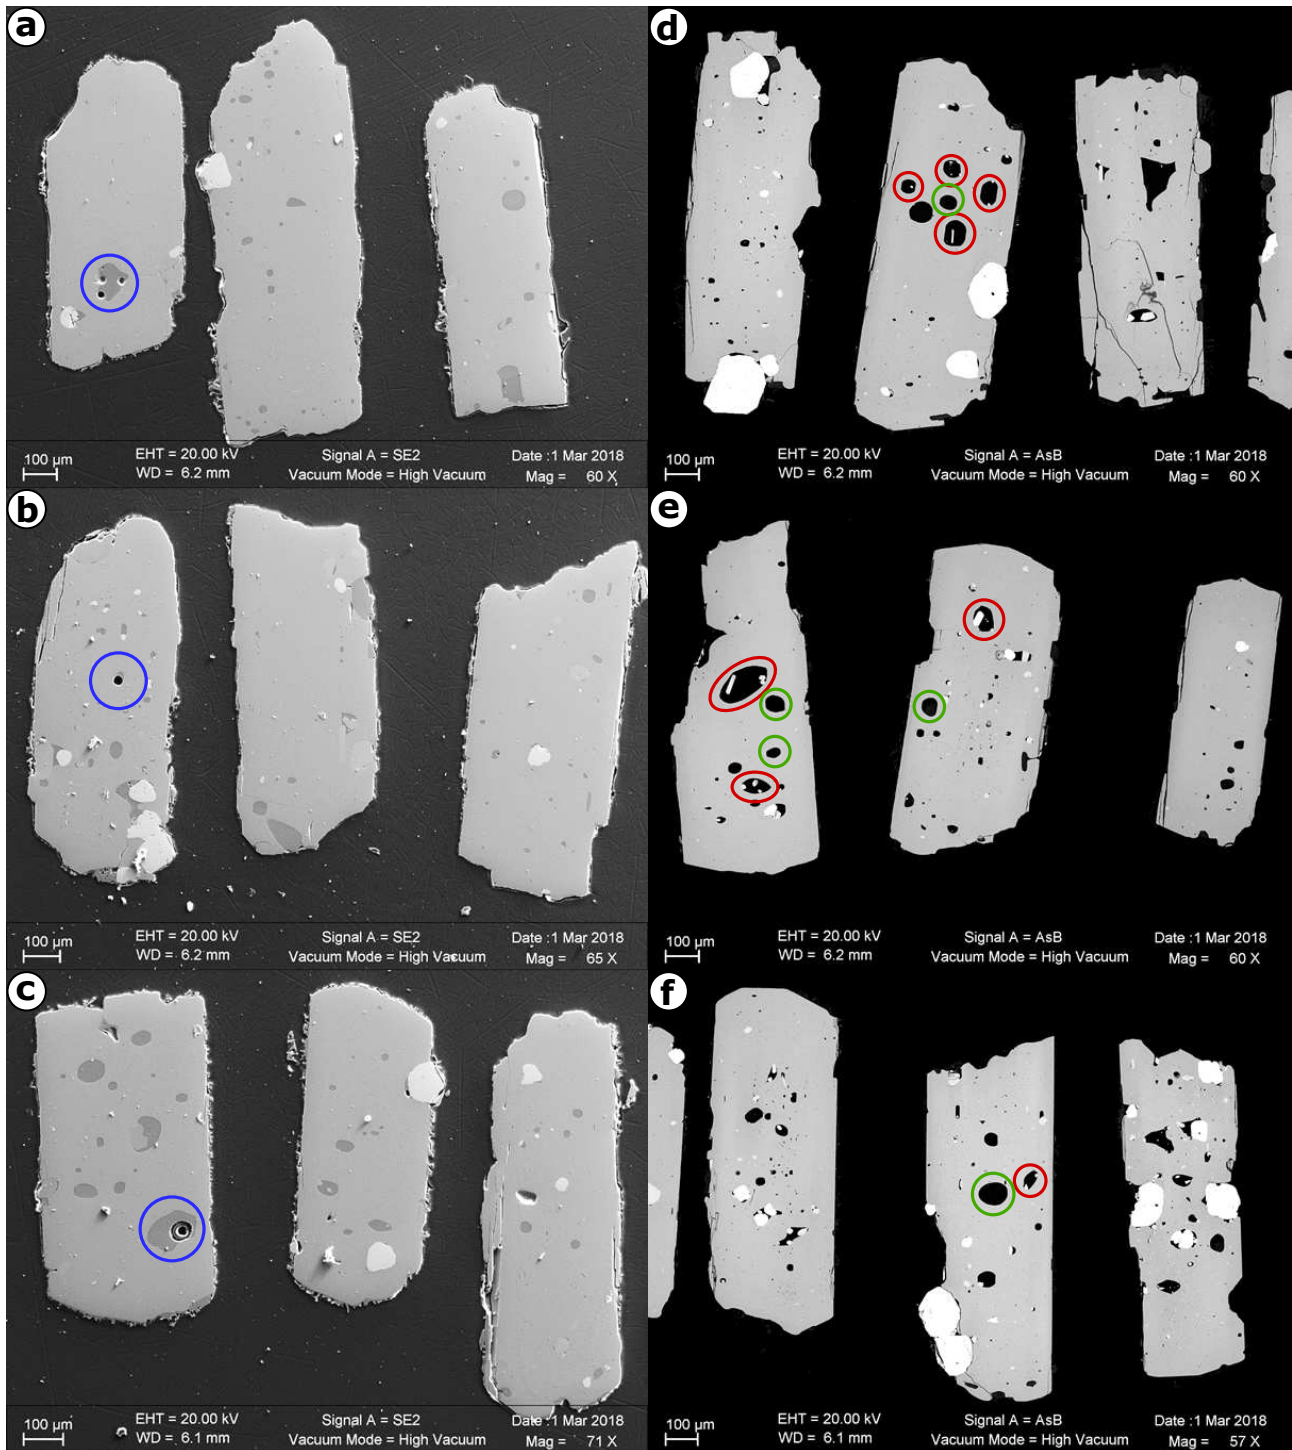 a
100 µm
EHT = 20.00 kV
WD = 6.2 mm
Signal A = SE2
Vacuum Mode = High Vacuum
Date :1 Mar 2018
Mag = 60 X
b
100 µm
EHT = 20.00 kV
WD = 6.2 mm
Signal A = SE2
Vacuum Mode = High Vacuum
Date :1 Mar 2018
Mag = 65 X
c
100 µm
EHT = 20.00 kV
WD = 6.1 mm
Signal A = SE2
Vacuum Mode = High Vacuum
Date :1 Mar 2018
Mag = 71 X
d
100 µm
EHT = 20.00 kV
WD = 6.2 mm
Signal A = AsB
Vacuum Mode = High Vacuum
Date :1 Mar 2018
Mag = 60 X
e
100 µm
EHT = 20.00 kV
WD = 6.2 mm
Signal A = AsB
Vacuum Mode = High Vacuum
Date :1 Mar 2018
Mag = 60 X
f
100 µm
EHT = 20.00 kV
WD = 6.1 mm
Signal A = AsB
Vacuum Mode = High Vacuum
Date :1 Mar 2018
Mag = 57 X